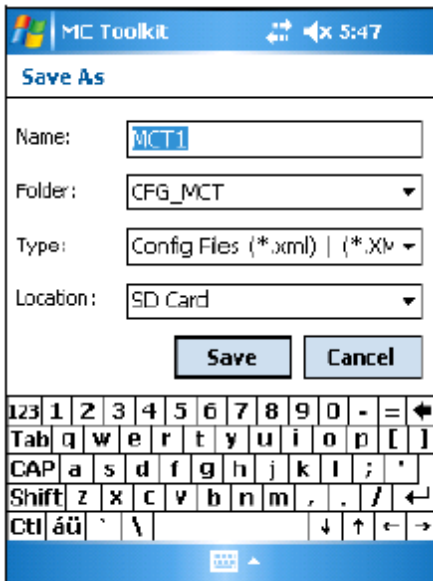 MC Toolkit 5:47
Save As
Name: MCT1
Folder: CFG_MCT
Type: Config Files (*.xml) | (*.XM
Location: SD Card
Save Cancel
123 1 2 3 4 5 6 7 8 9 0 - =
Tab q w e r t y u i o p [ ]
CAP a s d f g h j k l ; '
Shift z x c v b n m , . /
Ctl áü ` \